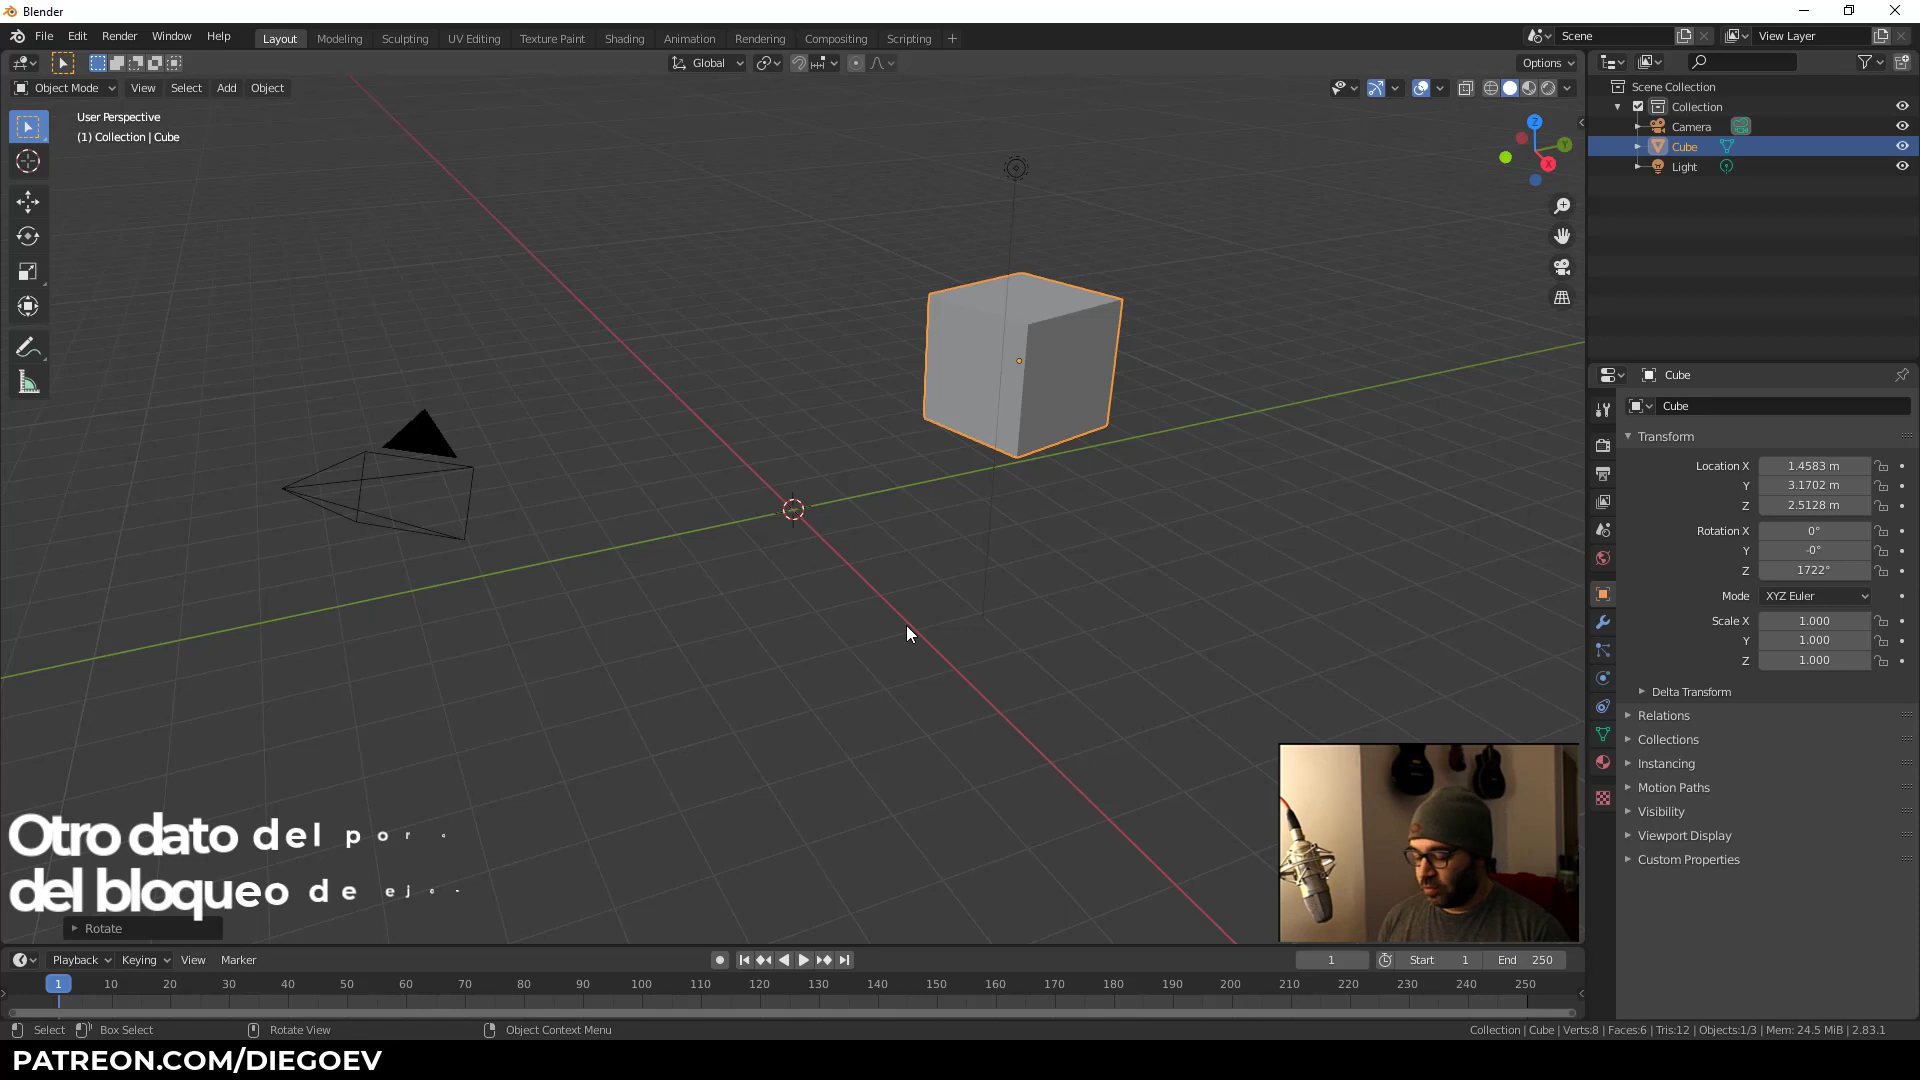 Blender
File Edit Render Window Help
Layout Modeling Sculpting UV Editing Texture Paint Shading Animation Rendering Compositing Scripting +
Scene
View Layer
Global
Options
Object Mode View Select Add Object
User Perspective
(1) Collection | Cube
Z
Y
X
Scene Collection
Collection
Camera
Cube
Light
Cube
Cube
Transform
Location X 1.4583 m
Y 3.1702 m
Z 2.5128 m
Rotation X 0°
Y -0°
Z 1722°
Mode XYZ Euler
Scale X 1.000
Y 1.000
Z 1.000
Delta Transform
Relations
Collections
Instancing
Motion Paths
Visibility
Viewport Display
Custom Properties
Otro dato del por
del bloqueo de ej
Rotate
Playback Keying View Marker
1 Start 1 End 250
1 10 20 30 40 50 60 70 80 90 100 110 120 130 140 150 160 170 180 190 200 210 220 230 240 250
Select Box Select Rotate View Object Context Menu
Collection | Cube | Verts:8 | Faces:6 | Tris:12 | Objects:1/3 | Mem: 24.5 MiB | 2.83.1
PATREON.COM/DIEGOEV